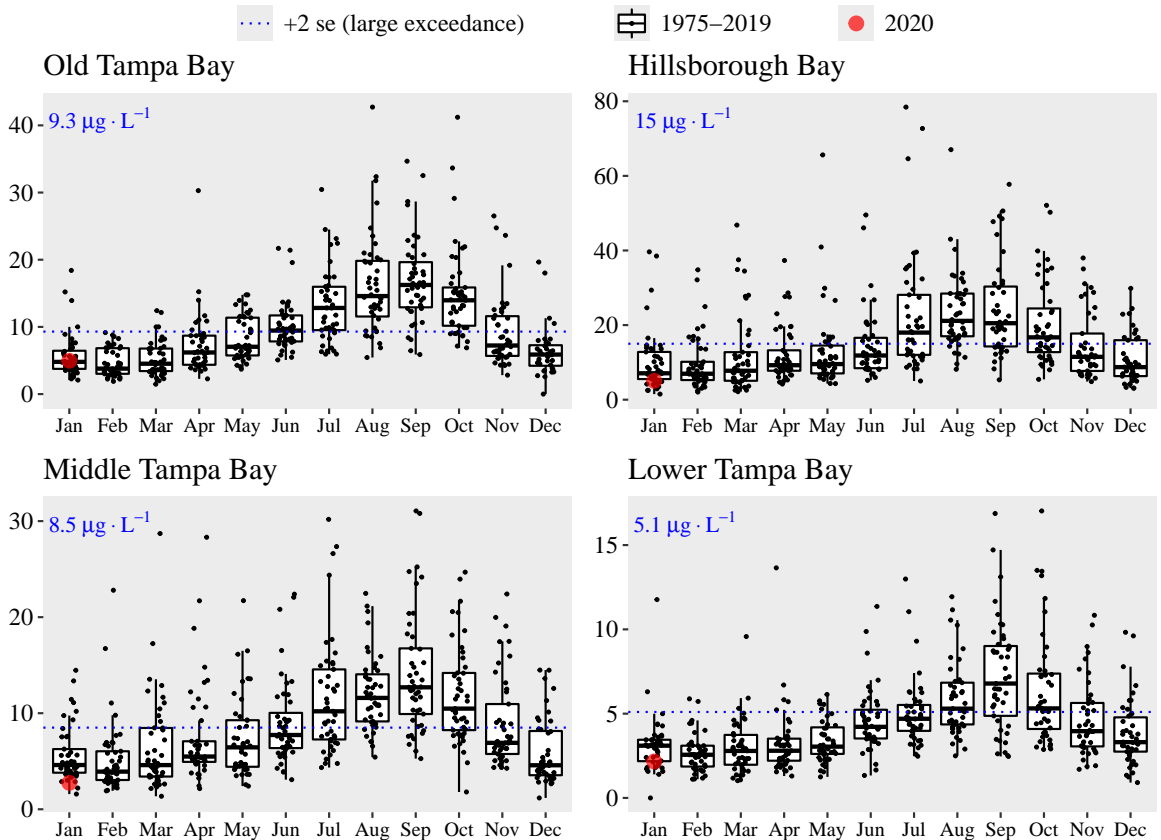 +2 se (large exceedance) 1975–2019 2020
Old Tampa Bay
9.3 µg · L⁻¹
40
30
20
10
0
Jan Feb Mar Apr May Jun Jul Aug Sep Oct Nov Dec
Hillsborough Bay
15 µg · L⁻¹
80
60
40
20
0
Jan Feb Mar Apr May Jun Jul Aug Sep Oct Nov Dec
Middle Tampa Bay
8.5 µg · L⁻¹
30
20
10
0
Jan Feb Mar Apr May Jun Jul Aug Sep Oct Nov Dec
Lower Tampa Bay
5.1 µg · L⁻¹
15
10
5
0
Jan Feb Mar Apr May Jun Jul Aug Sep Oct Nov Dec